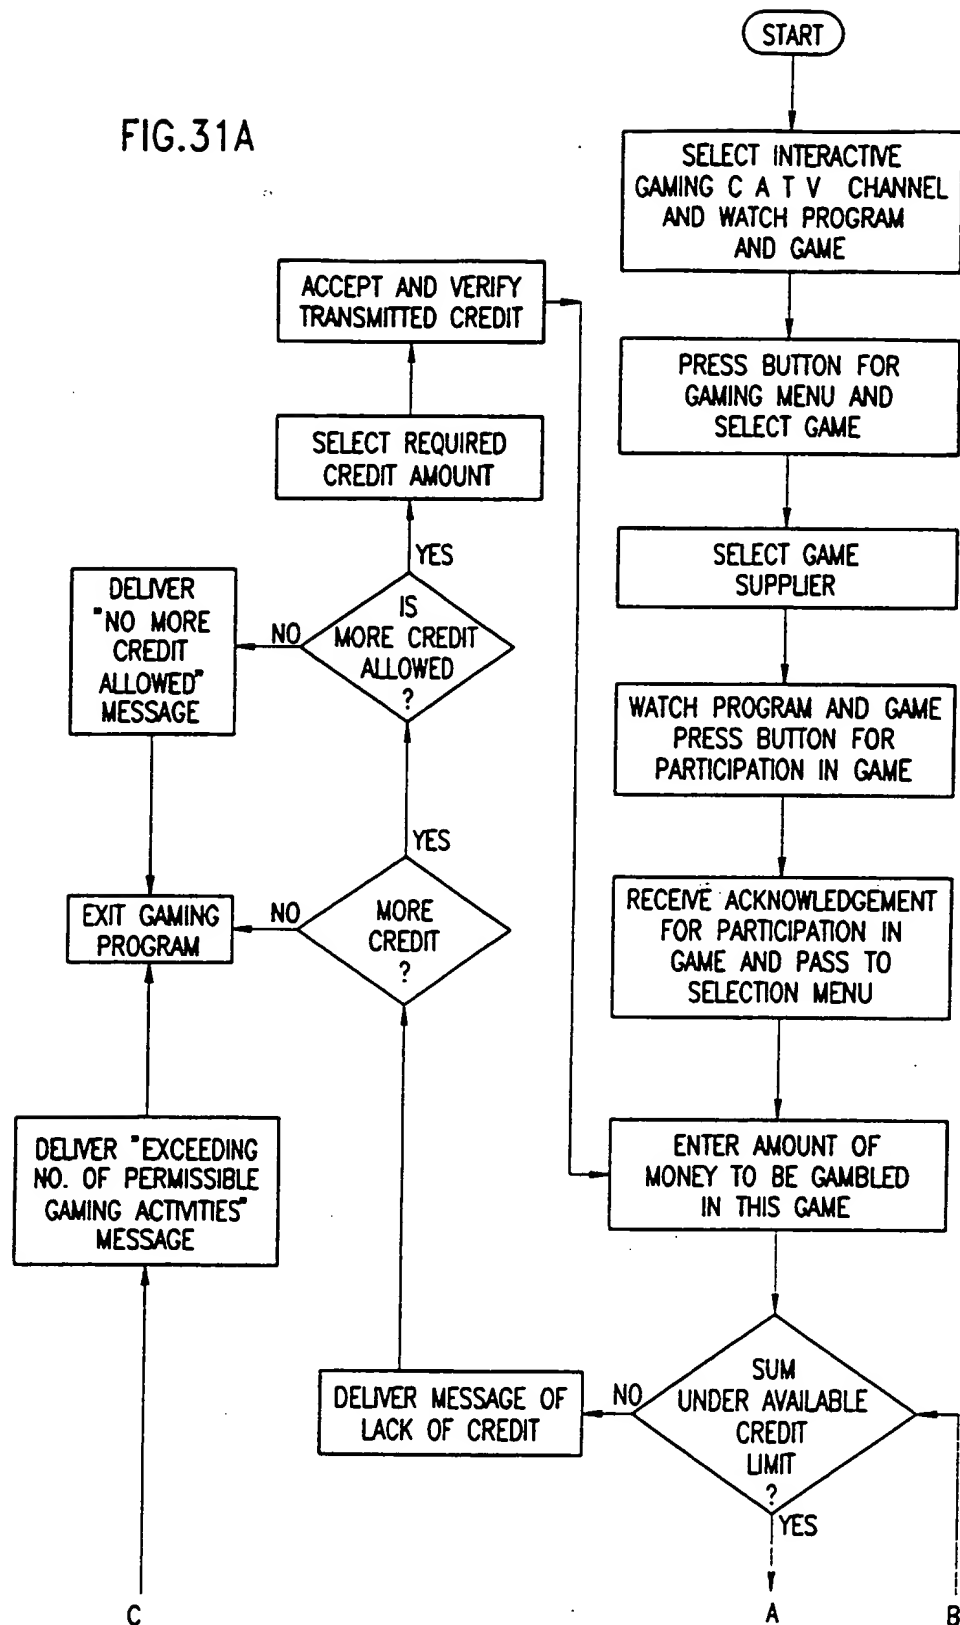 START
FIG.31A
SELECT INTERACTIVE
GAMING C A T V CHANNEL
AND WATCH PROGRAM
AND GAME
ACCEPT AND VERIFY
TRANSMITTED CREDIT
PRESS BUTTON FOR
GAMING MENU AND
SELECT GAME
SELECT REQUIRED
CREDIT AMOUNT
YES
SELECT GAME
SUPPLIER
DELIVER
"NO MORE
CREDIT
ALLOWED"
MESSAGE
NO
IS
MORE CREDIT
ALLOWED
?
WATCH PROGRAM AND GAME
PRESS BUTTON FOR
PARTICIPATION IN GAME
YES
EXIT GAMING
PROGRAM
NO
MORE
CREDIT
?
RECEIVE ACKNOWLEDGEMENT
FOR PARTICIPATION IN
GAME AND PASS TO
SELECTION MENU
DELIVER "EXCEEDING
NO. OF PERMISSIBLE
GAMING ACTIVITIES"
MESSAGE
ENTER AMOUNT OF
MONEY TO BE GAMBLED
IN THIS GAME
DELIVER MESSAGE OF
LACK OF CREDIT
NO
SUM
UNDER AVAILABLE
CREDIT
LIMIT
?
YES
C
A
B